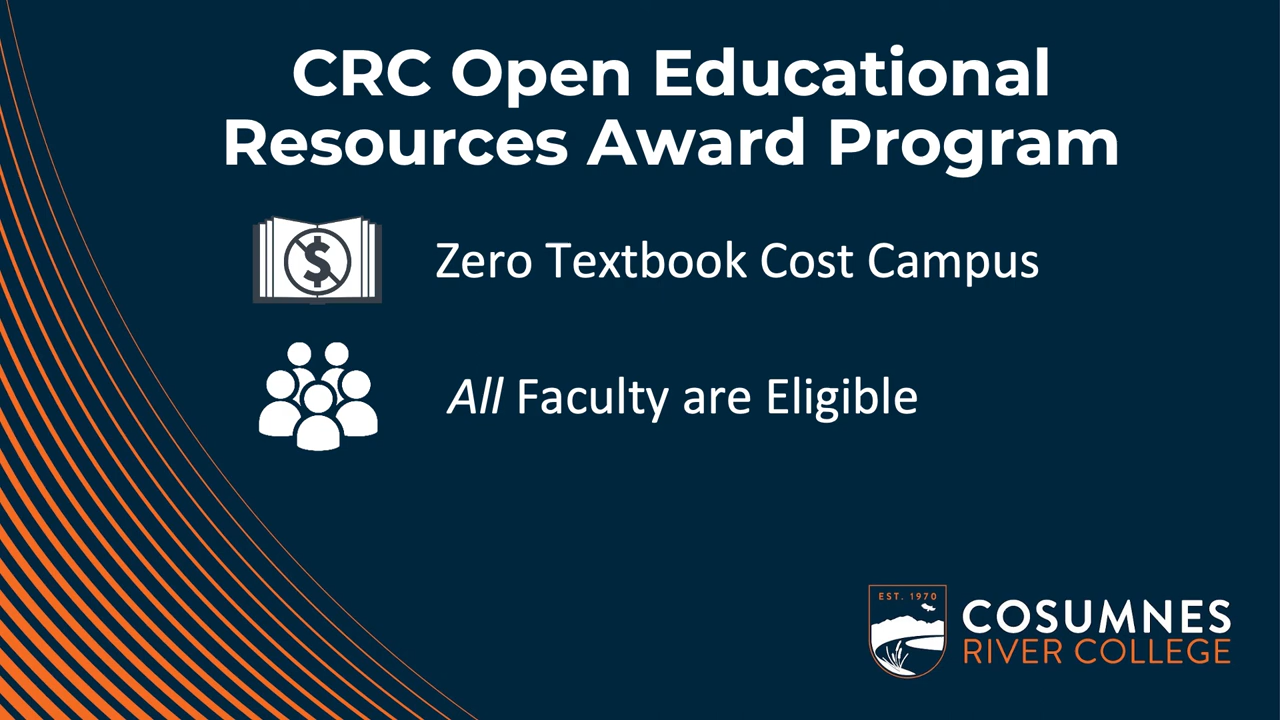 CRC Open Educational
Resources Award Program
$
Zero Textbook Cost Campus
All Faculty are Eligible
EST. 1970
COSUMNES
RIVER COLLEGE